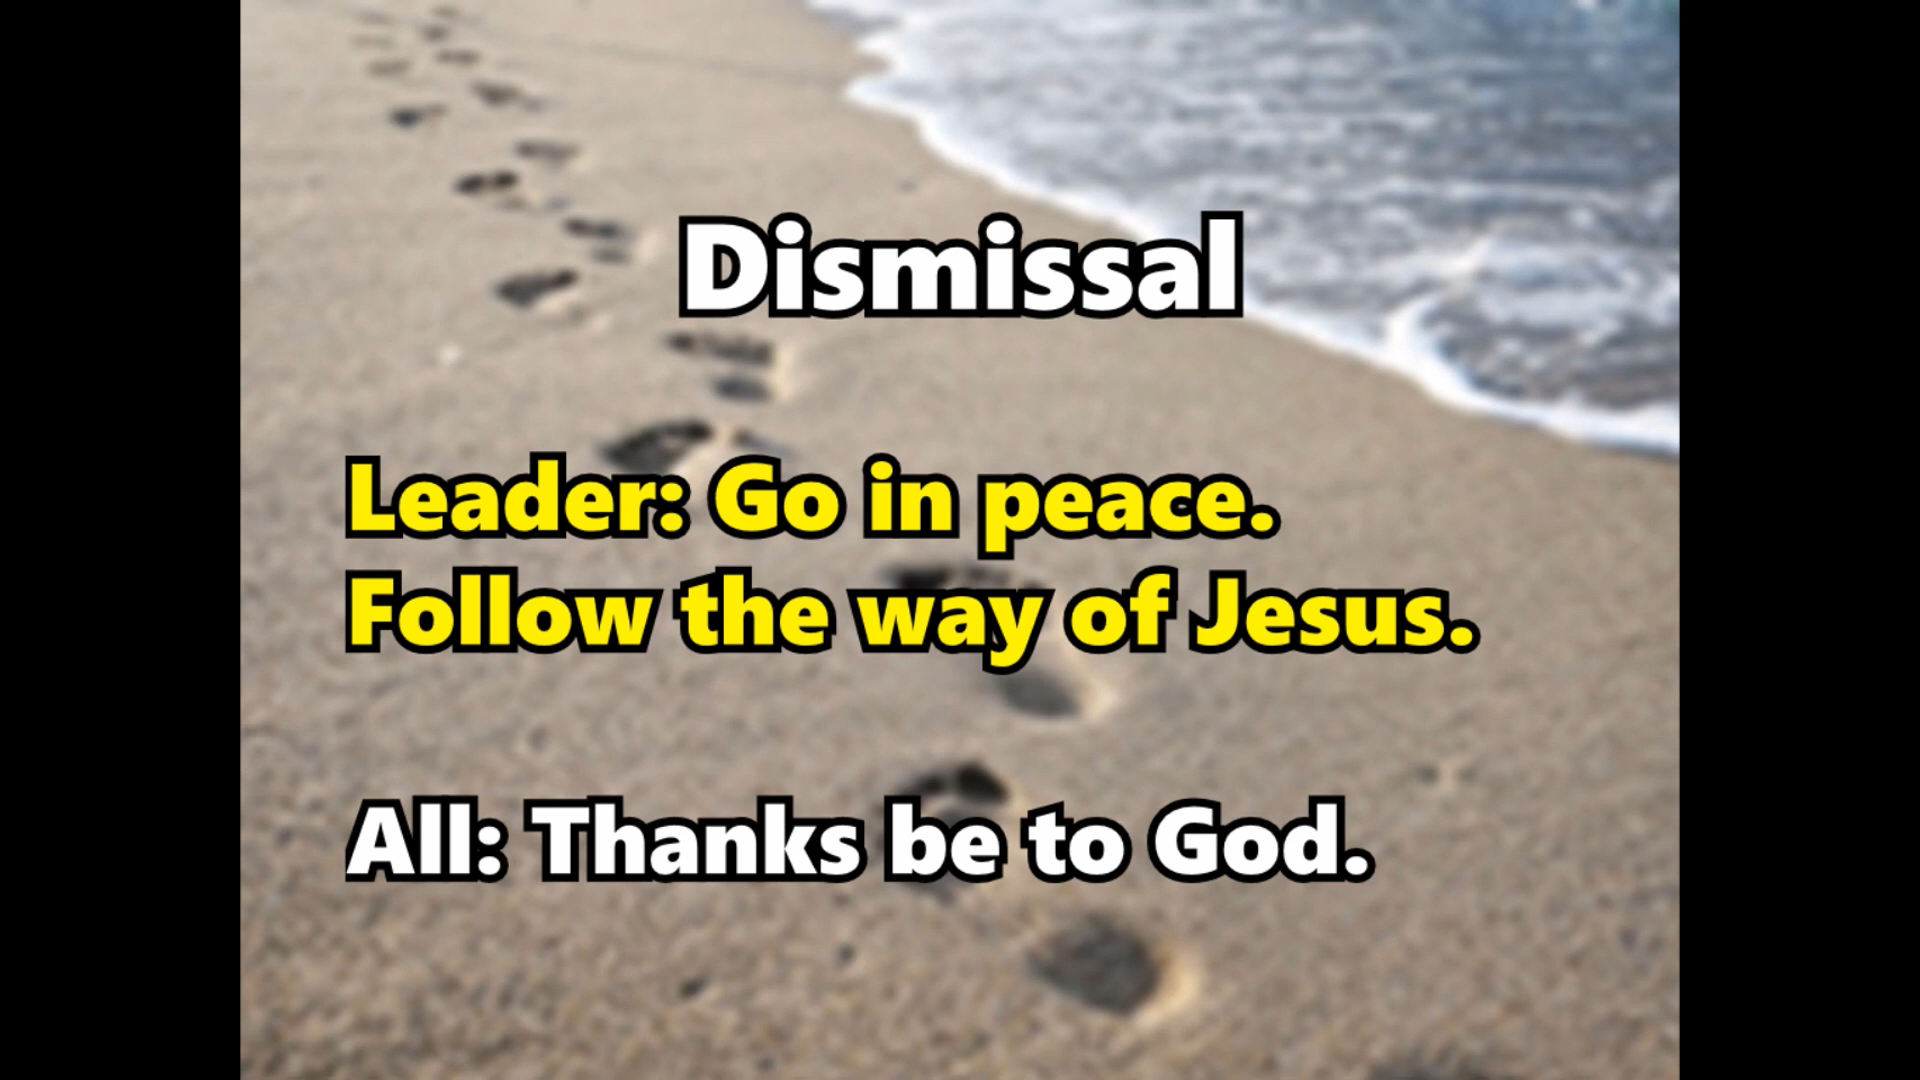 Dismissal
Leader: Go in peace.
Follow the way of Jesus.
All: Thanks be to God.